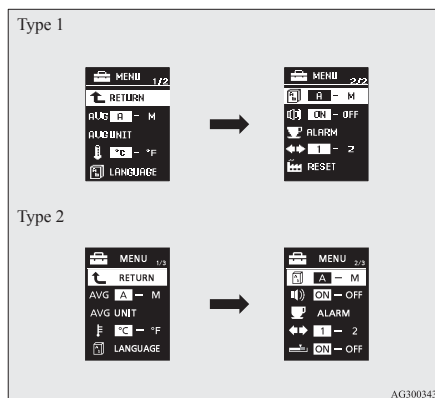 Type 1
MENU 1/2
RETURN
AVG A – M
AVG UNIT
°C – °F
LANGUAGE
MENU 2/2
A – M
ON – OFF
ALARM
1 – 2
RESET
Type 2
MENU 1/3
RETURN
AVG A – M
AVG UNIT
°C – °F
LANGUAGE
MENU 2/3
A – M
ON – OFF
ALARM
1 – 2
ON – OFF
AG300343